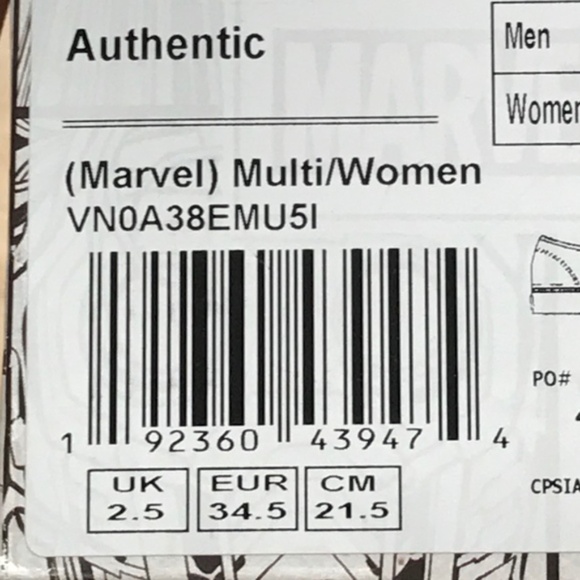 Authentic
Men
Women
(Marvel) Multi/Women
VN0A38EMU5I
1 92360 43947 4
PO#
CPSIA
UK EUR CM
2.5 34.5 21.5